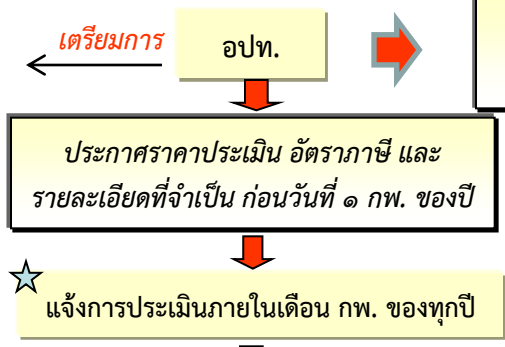 เตรียมการ
อปท.
ประกาศราคาประเมิน อัตราภาษี และ
รายละเอียดที่จำเป็น ก่อนวันที่ ๑ กพ. ของปี
แจ้งการประเมินภายในเดือน กพ. ของทุกปี